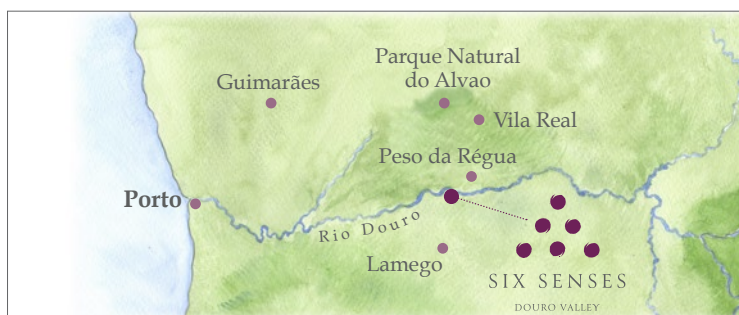 Parque Natural
do Alvao
Guimarães
Vila Real
Peso da Régua
Porto
Rio Douro
Lamego
SIX SENSES
DOURO VALLEY